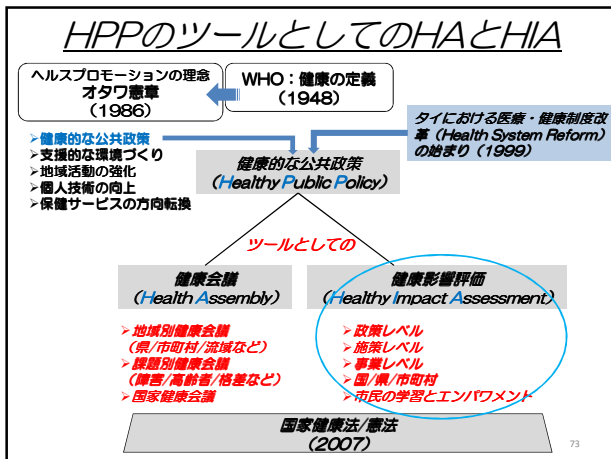 HPPのツールとしてのHAとHIA
ヘルスプロモーションの理念
オタワ憲章
(1986)
WHO:健康の定義
(1948)
タイにおける医療・健康制度改
革(Health System Reform)
の始まり(1999)
➢健康的な公共政策
➢支援的な環境づくり
➢地域活動の強化
➢個人技術の向上
➢保健サービスの方向転換
健康的な公共政策
(Healthy Public Policy)
ツールとしての
健康会議
(Health Assembly)
健康影響評価
(Healthy Impact Assessment)
➢地域別健康会議
(県/市町村/流域など)
➢課題別健康会議
(障害/高齢者/格差など)
➢国家健康会議
➢政策レベル
➢施策レベル
➢事業レベル
➢国/県/市町村
➢市民の学習とエンパワメント
国家健康法/憲法
(2007)
73